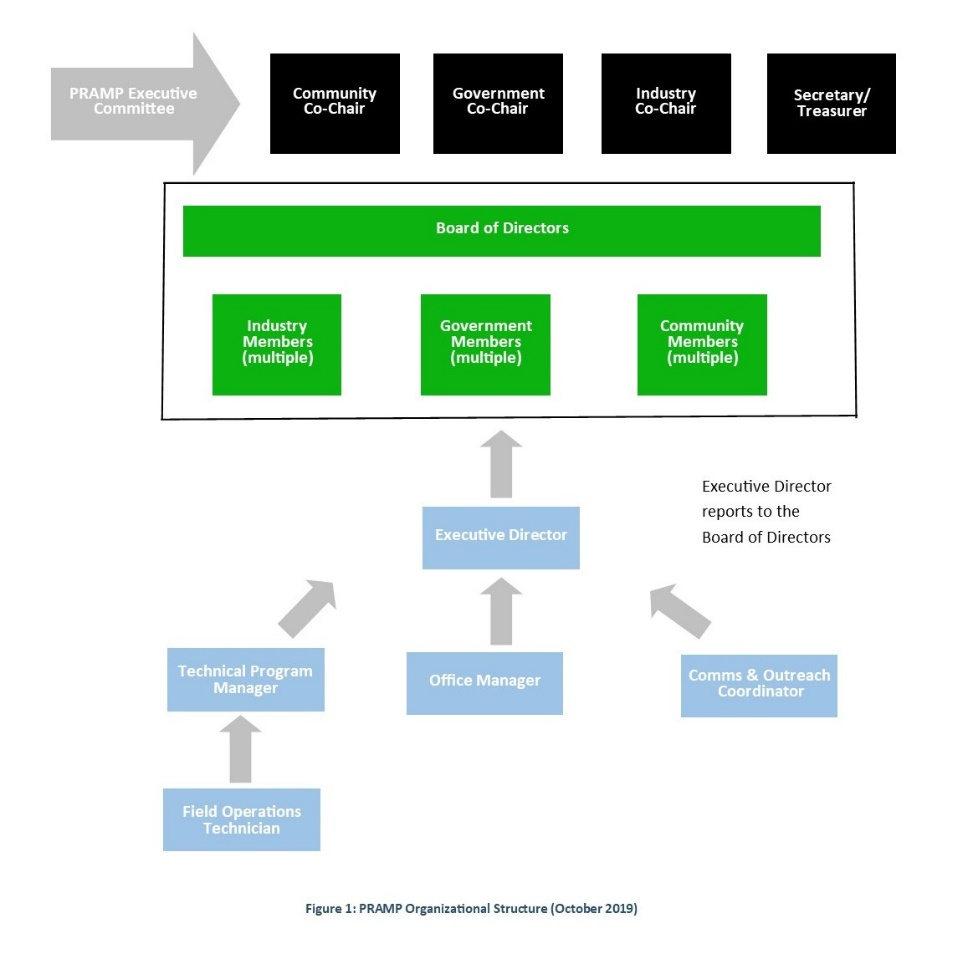 PRAMP Executive
Committee
Community
Co-Chair
Government
Co-Chair
Industry
Co-Chair
Secretary/
Treasurer
Board of Directors
Industry
Members
(multiple)
Government
Members
(multiple)
Community
Members
(multiple)
Executive Director
reports to the
Board of Directors
Executive Director
Technical Program
Manager
Office Manager
Comms & Outreach
Coordinator
Field Operations
Technician
Figure 1: PRAMP Organizational Structure (October 2019)